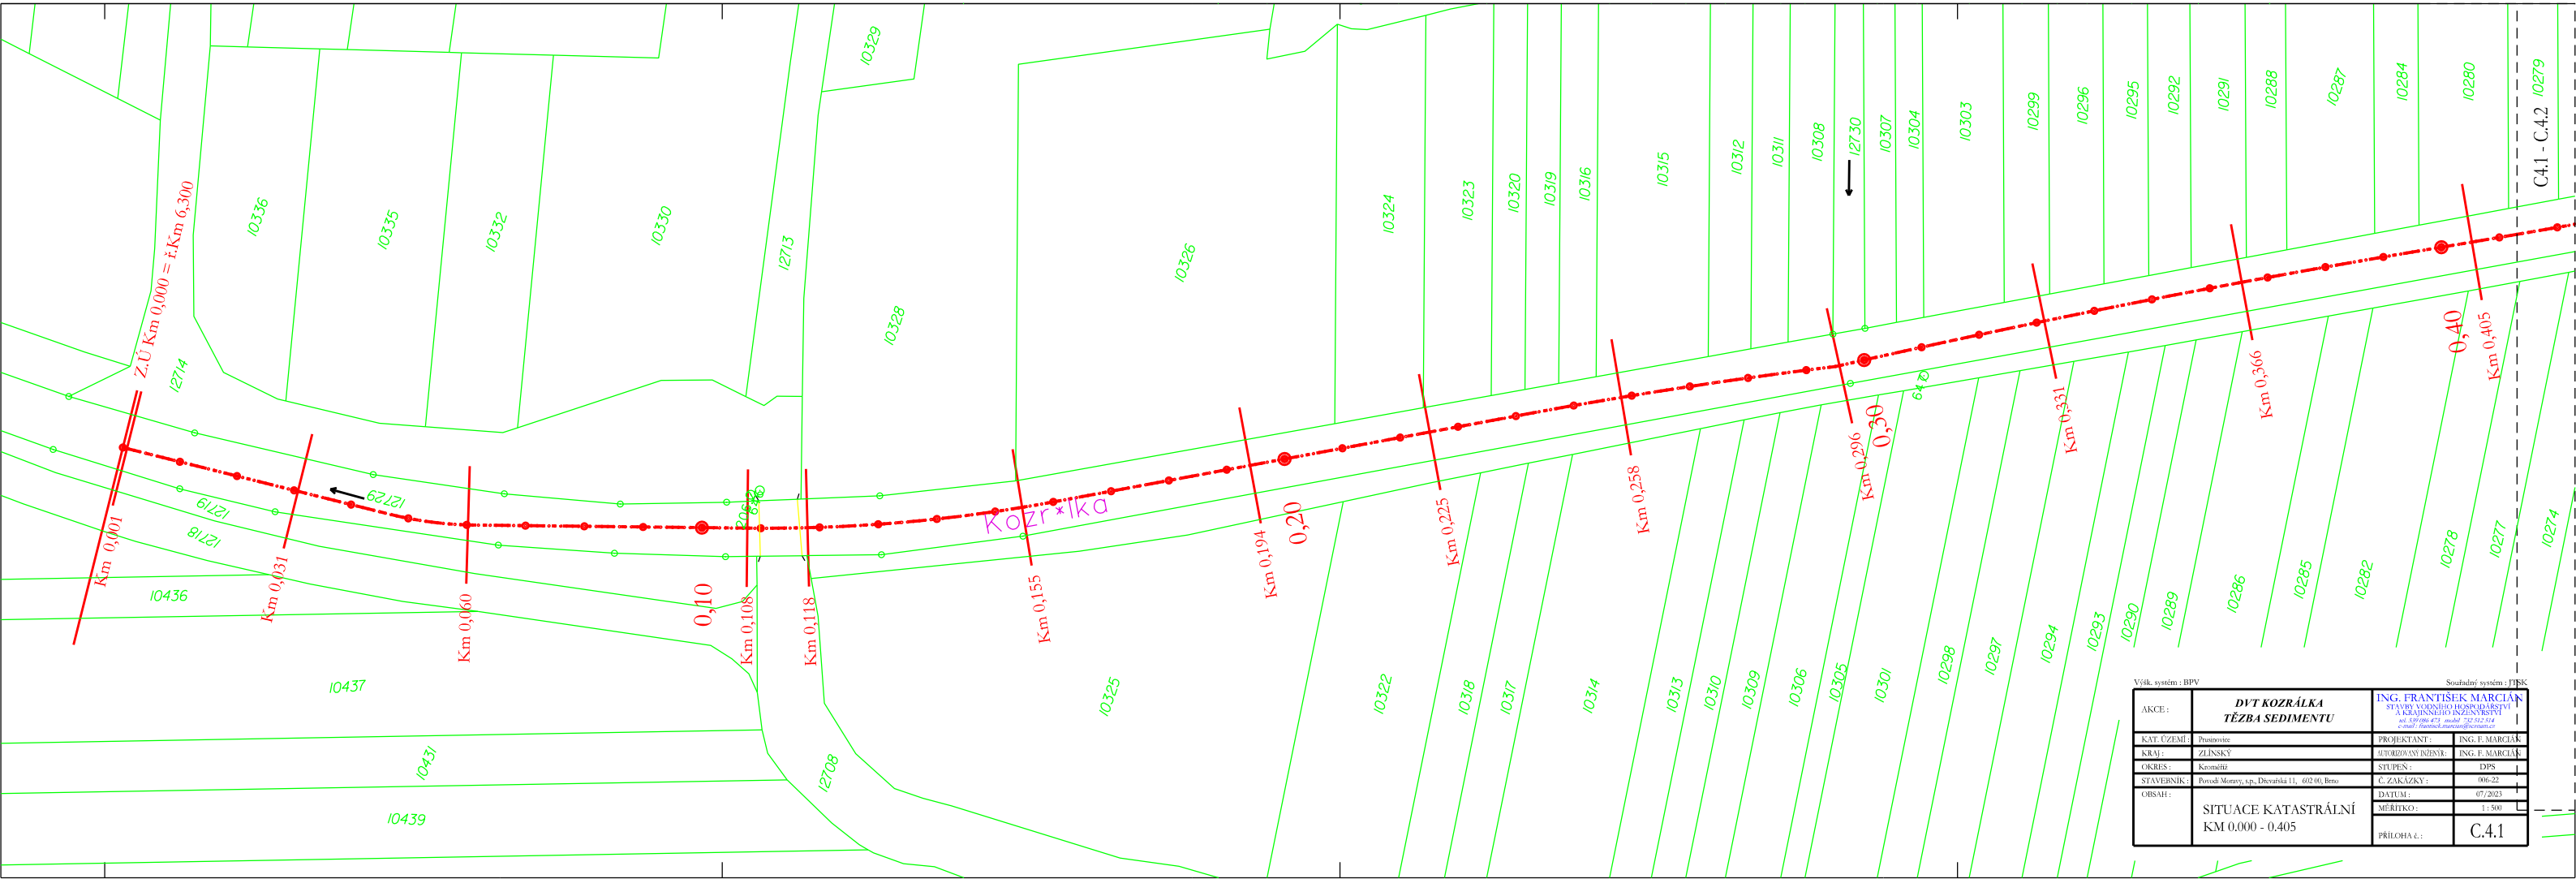 10329
10336
10335
10332
10330
12713
10328
10326
10324
10323
10320
10319
10316
10315
10312
10311
10308
12730
10307
10304
10303
10299
10296
10295
10292
10291
10288
10287
10284
10280
10279
C4.1 - C.4.2
Z.Ú Km 0,000 = ř.Km 6,300
12714
12729
12719
12718
Kozr*lka
Km 0,001
Km 0,031
Km 0,060
0,10
Km 0,108
Km 0,118
Km 0,155
Km 0,194
0,20
Km 0,225
Km 0,258
Km 0,296
0,30
Km 0,331
Km 0,366
0,40
Km 0,405
10436
10437
10431
10439
12708
10325
10322
10318
10317
10314
10313
10310
10309
10306
10305
10301
10298
10297
10294
10293
10290
10289
10286
10285
10282
10278
10277
10274
Výšk. systém : BPV
Souřadný systém : JTSK
AKCE :
DVT KOZRÁLKA
TĚŽBA SEDIMENTU
ING. FRANTIŠEK MARCIÁN
STAVBY VODNÍHO HOSPODÁŘSTVÍ
A KRAJINNÉHO INŽENÝRSTVÍ
KAT. ÚZEMÍ : Prusinovice
PROJEKTANT : ING. F. MARCIÁN
KRAJ : ZLÍNSKÝ
AUTORIZOVANÝ INŽENÝR: ING. F. MARCIÁN
OKRES : Kroměříž
STUPEŇ : DPS
STAVEBNÍK : Povodí Moravy, s.p., Dřevařská 11, 602 00, Brno
Č. ZAKÁZKY : 006-22
OBSAH :
SITUACE KATASTRÁLNÍ
KM 0.000 - 0.405
DATUM : 07/2023
MĚŘÍTKO : 1 : 500
PŘÍLOHA č. : C.4.1